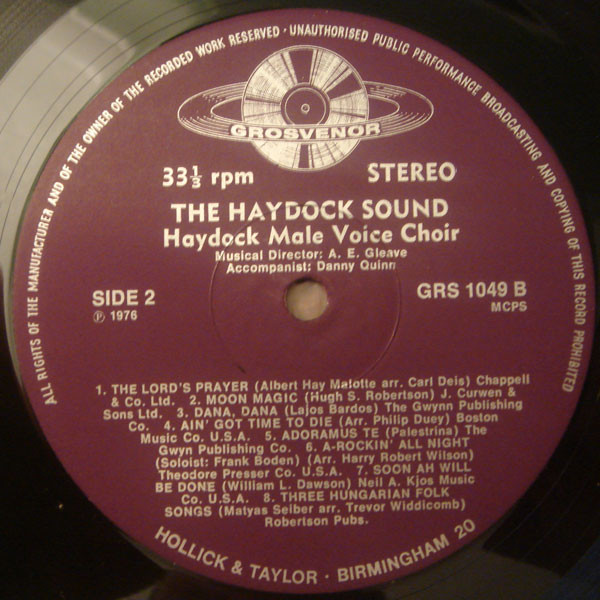 ALL RIGHTS OF THE MANUFACTURER AND OF THE OWNER OF THE RECORDED WORK RESERVED · UNAUTHORISED PUBLIC PERFORMANCE BROADCASTING AND COPYING OF THIS RECORD PROHIBITED
GROSVENOR
33⅓ rpm STEREO
THE HAYDOCK SOUND
Haydock Male Voice Choir
Musical Director: A. E. Gleave
Accompanist: Danny Quinn
SIDE 2 GRS 1049 B
℗ 1976 MCPS
1. THE LORD'S PRAYER (Albert Hay Malotte arr. Carl Deis) Chappell
& Co. Ltd. 2. MOON MAGIC (Hugh S. Robertson) J. Curwen &
Sons Ltd. 3. DANA, DANA (Lajos Bardos) The Gwynn Publishing
Co. 4. AIN' GOT TIME TO DIE (Arr. Philip Duey) Boston
Music Co. U.S.A. 5. ADORAMUS TE (Palestrina) The
Gwyn Publishing Co. 6. A-ROCKIN' ALL NIGHT
(Soloist: Frank Boden) (Arr. Harry Robert Wilson)
Theodore Presser Co. U.S.A. 7. SOON AH WILL
BE DONE (William L. Dawson) Neil A. Kjos Music
Co. U.S.A. 8. THREE HUNGARIAN FOLK
SONGS (Matyas Seiber arr. Trevor Widdicomb)
Robertson Pubs.
HOLLICK & TAYLOR · BIRMINGHAM 20